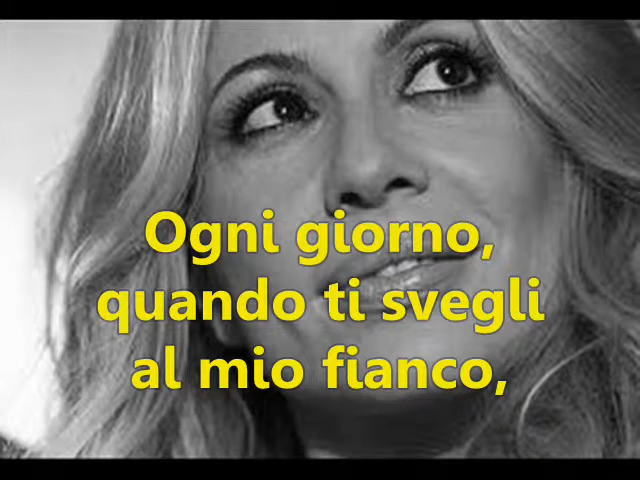 Ogni giorno,
quando ti svegli
al mio fianco,